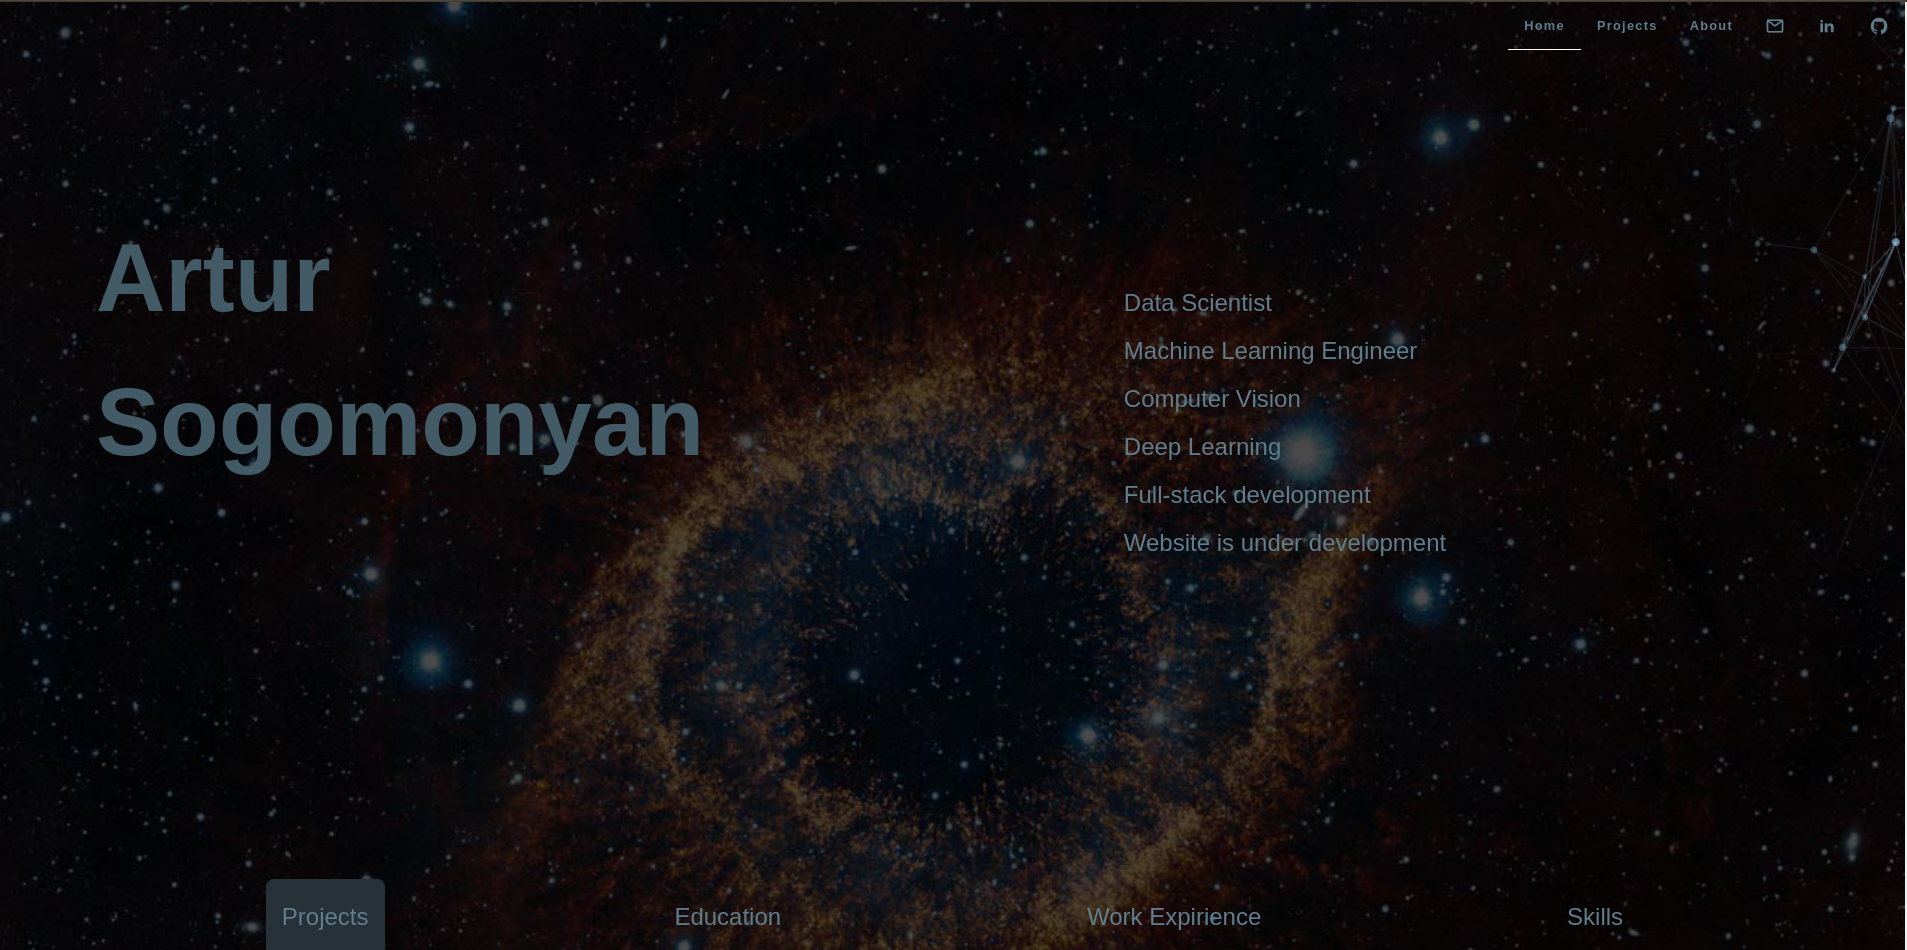 Home Projects About
Artur
Sogomonyan
Data Scientist
Machine Learning Engineer
Computer Vision
Deep Learning
Full-stack development
Website is under development
Projects Education Work Expirience Skills